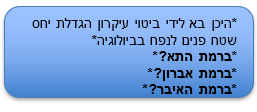 *היכן בא לידי ביטוי עיקרון הגדלת יחס
שטח פנים לנפח בביולוגיה*
*ברמת התא?*
*ברמת אברון?*
*ברמת האיבר?*